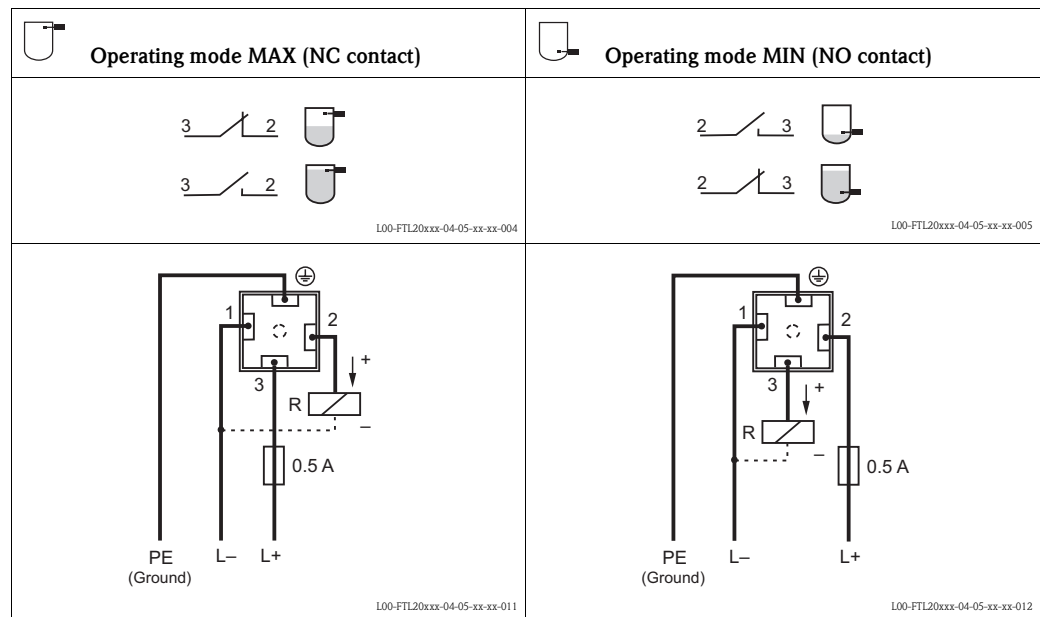 Operating mode MAX (NC contact)
Operating mode MIN (NO contact)
3 2
3 2
L00-FTL20xxx-04-05-xx-xx-004
2 3
2 3
L00-FTL20xxx-04-05-xx-xx-005
1
2
3
+
R
–
0.5 A
PE
(Ground)
L–
L+
L00-FTL20xxx-04-05-xx-xx-011
1
2
3
+
R
–
0.5 A
PE
(Ground)
L–
L+
L00-FTL20xxx-04-05-xx-xx-012